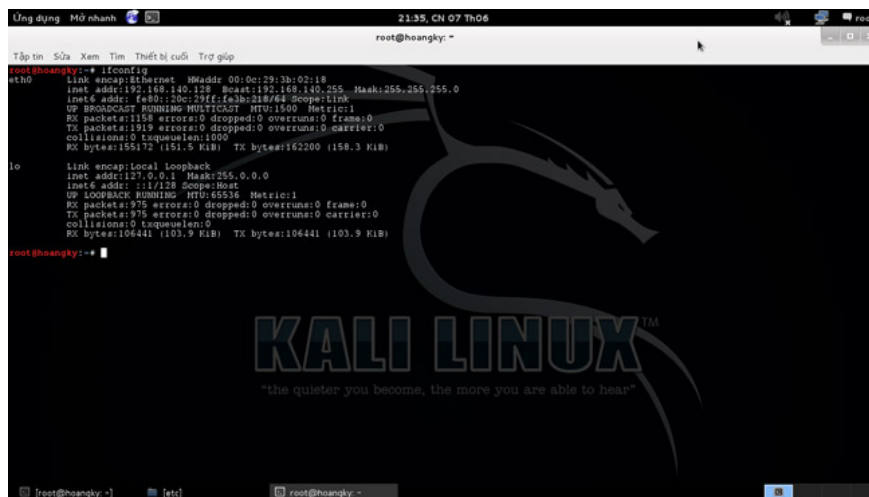 Ứng dụng Mở nhanh 21:35, CN 07 Th06 roo
root@hoangky: ~
Tập tin Sửa Xem Tìm Thiết bị cuối Trợ giúp
root@hoangky:~# ifconfig
eth0 Link encap:Ethernet HWaddr 00:0c:29:3b:02:18
inet addr:192.168.140.128 Bcast:192.168.140.255 Mask:255.255.255.0
inet6 addr: fe80::20c:29ff:fe3b:218/64 Scope:Link
UP BROADCAST RUNNING MULTICAST MTU:1500 Metric:1
RX packets:1158 errors:0 dropped:0 overruns:0 frame:0
TX packets:1919 errors:0 dropped:0 overruns:0 carrier:0
collisions:0 txqueuelen:1000
RX bytes:155172 (151.5 KiB) TX bytes:162200 (158.3 KiB)
lo Link encap:Local Loopback
inet addr:127.0.0.1 Mask:255.0.0.0
inet6 addr: ::1/128 Scope:Host
UP LOOPBACK RUNNING MTU:65536 Metric:1
RX packets:975 errors:0 dropped:0 overruns:0 frame:0
TX packets:975 errors:0 dropped:0 overruns:0 carrier:0
collisions:0 txqueuelen:0
RX bytes:106441 (103.9 KiB) TX bytes:106441 (103.9 KiB)
root@hoangky:~#
KALI LINUX™
"the quieter you become, the more you are able to hear"
[root@hoangky: ~] [etc] root@hoangky: ~